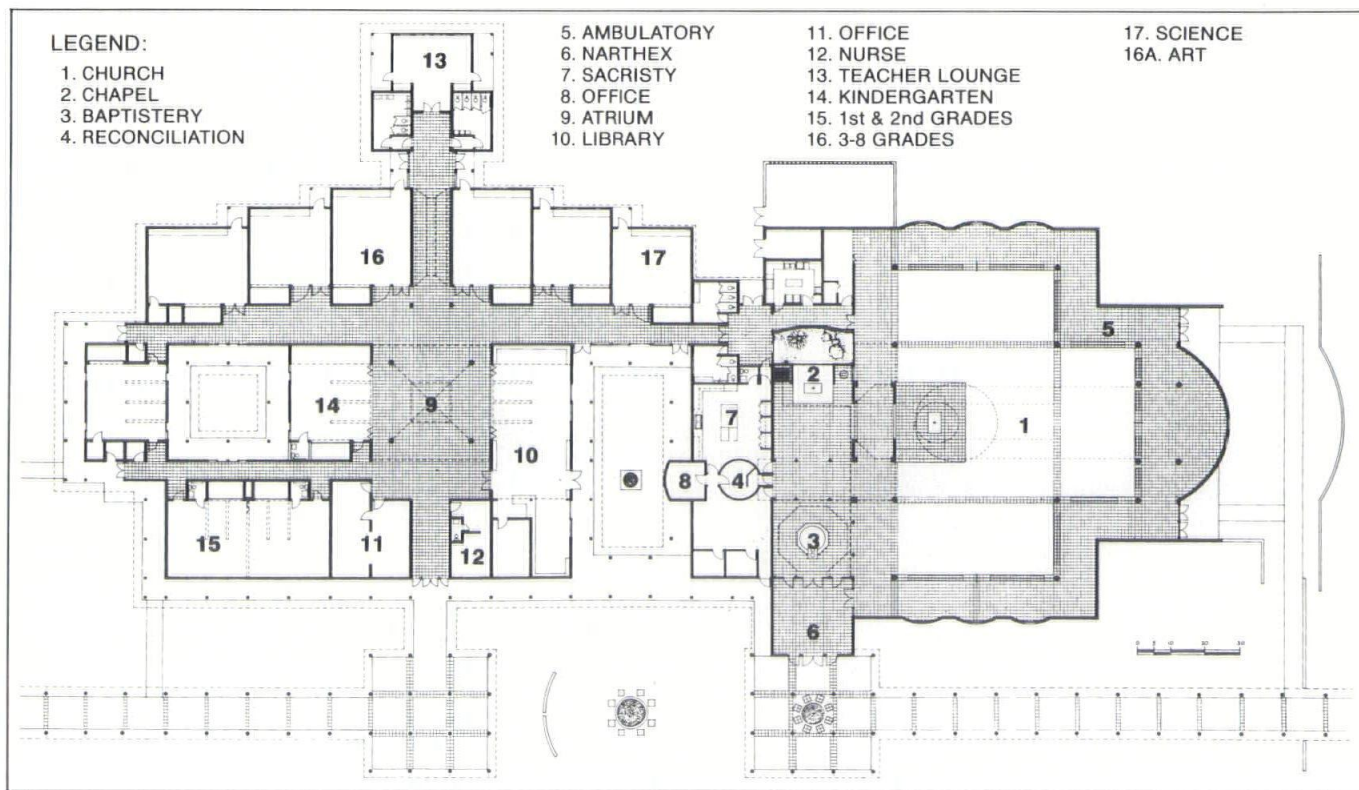 LEGEND:
1. CHURCH
2. CHAPEL
3. BAPTISTERY
4. RECONCILIATION
5. AMBULATORY
6. NARTHEX
7. SACRISTY
8. OFFICE
9. ATRIUM
10. LIBRARY
11. OFFICE
12. NURSE
13. TEACHER LOUNGE
14. KINDERGARTEN
15. 1st & 2nd GRADES
16. 3-8 GRADES
17. SCIENCE
16A. ART
13
16
17
5
2
14
9
7
1
10
8
4
3
15
11
12
6